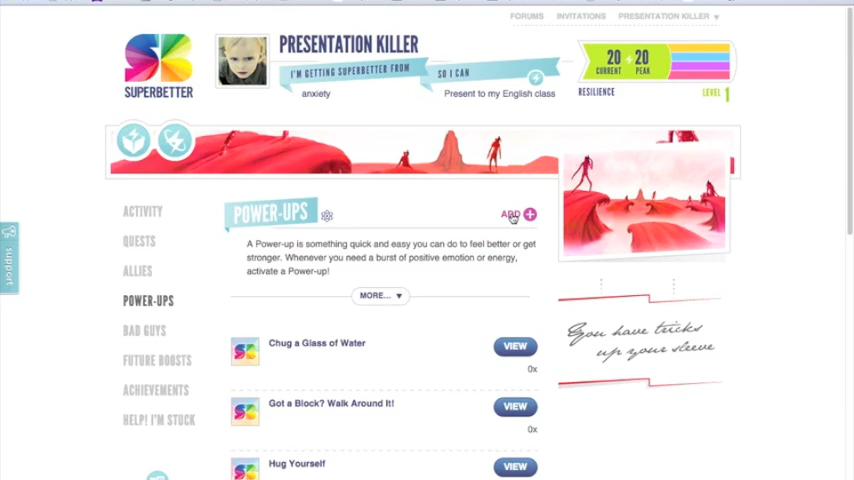 FORUMS INVITATIONS PRESENTATION KILLER
PRESENTATION KILLER
I'M GETTING SUPERBETTER FROM
anxiety
SO I CAN
Present to my English class
20 20
CURRENT PEAK
RESILIENCE LEVEL 1
SUPERBETTER
support
ACTIVITY
QUESTS
ALLIES
POWER-UPS
BAD GUYS
FUTURE BOOSTS
ACHIEVEMENTS
HELP! I'M STUCK
POWER-UPS
ADD
A Power-up is something quick and easy you can do to feel better or get
stronger. Whenever you need a burst of positive emotion or energy,
activate a Power-up!
MORE...
Chug a Glass of Water
VIEW
0x
Got a Block? Walk Around It!
VIEW
0x
Hug Yourself
VIEW
You have tricks
up your sleeve